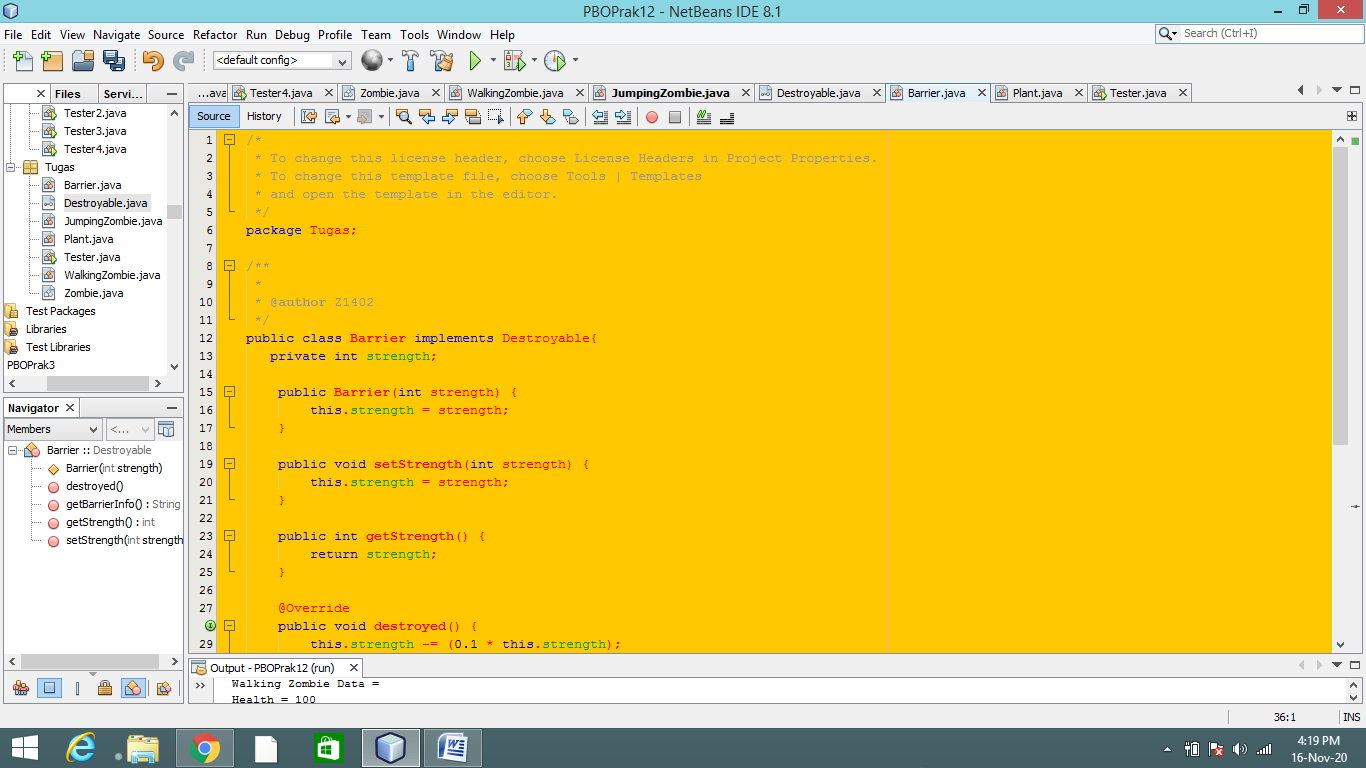 PBOPrak12 - NetBeans IDE 8.1
File Edit View Navigate Source Refactor Run Debug Profile Team Tools Window Help
Search (Ctrl+I)
<default config>
Files Servi...
...ava Tester4.java Zombie.java WalkingZombie.java JumpingZombie.java Destroyable.java Barrier.java Plant.java Tester.java
Source History
Tester2.java
Tester3.java
Tester4.java
Tugas
Barrier.java
Destroyable.java
JumpingZombie.java
Plant.java
Tester.java
WalkingZombie.java
Zombie.java
Test Packages
Libraries
Test Libraries
PBOPrak3
Navigator
Members <...
Barrier :: Destroyable
Barrier(int strength)
destroyed()
getBarrierInfo() : String
getStrength() : int
setStrength(int strength
1 /*
2 * To change this license header, choose License Headers in Project Properties.
3 * To change this template file, choose Tools | Templates
4 * and open the template in the editor.
5 */
6 package Tugas;
7
8 /**
9 *
10 * @author Z1402
11 */
12 public class Barrier implements Destroyable{
13 private int strength;
14
15 public Barrier(int strength) {
16 this.strength = strength;
17 }
18
19 public void setStrength(int strength) {
20 this.strength = strength;
21 }
22
23 public int getStrength() {
24 return strength;
25 }
26
27 @Override
public void destroyed() {
29 this.strength -= (0.1 * this.strength);
Output - PBOPrak12 (run)
Walking Zombie Data =
Health = 100
36:1 INS
4:19 PM
16-Nov-20